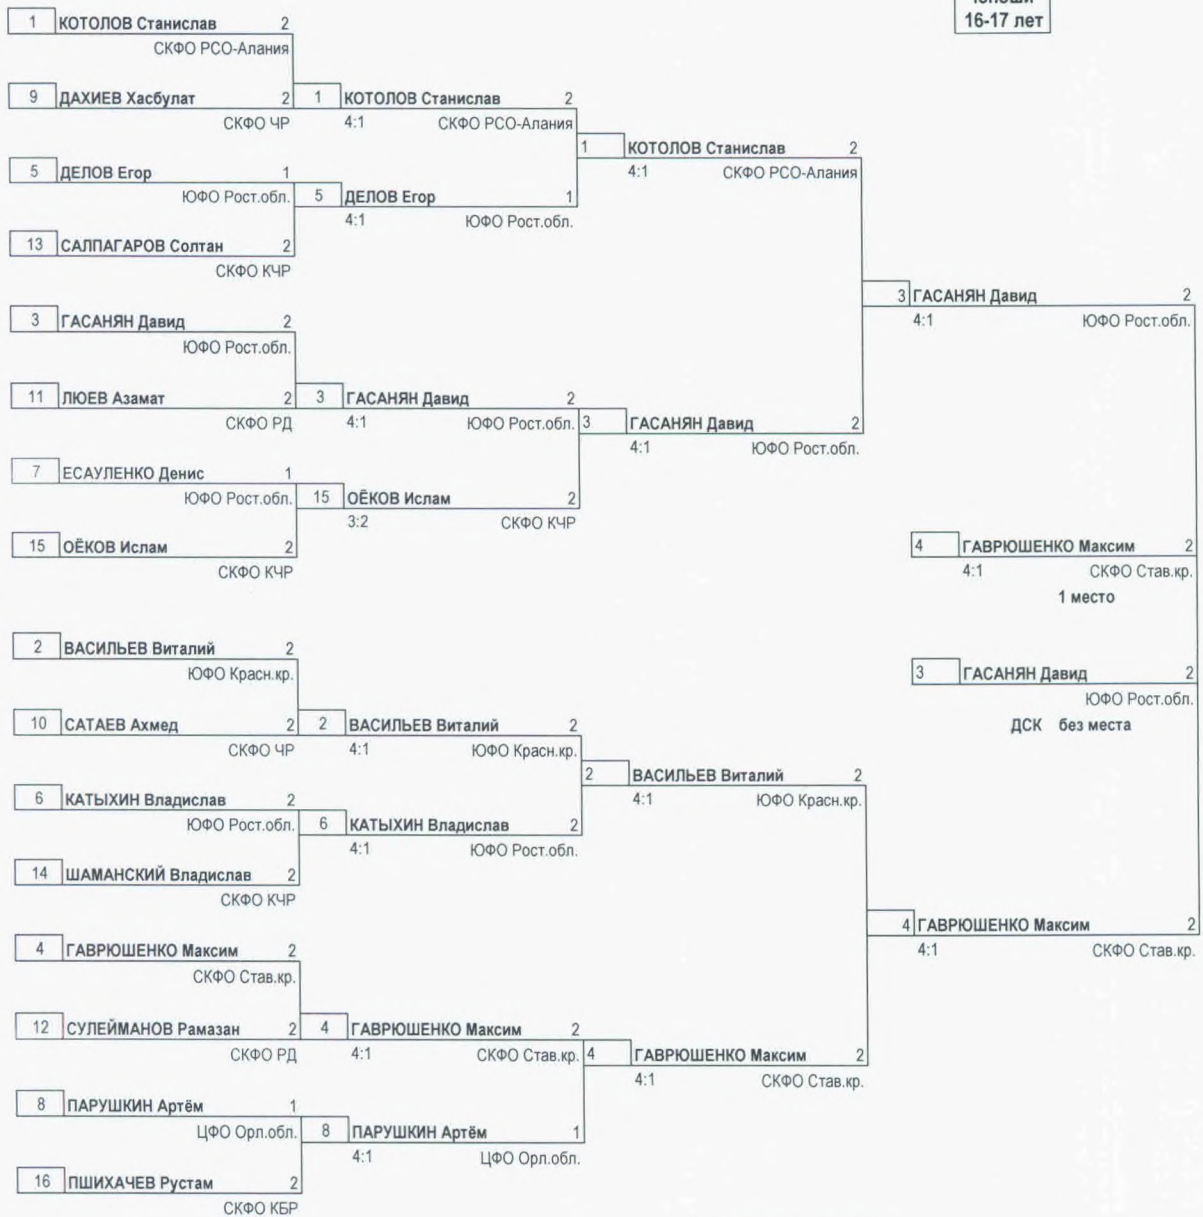 16-17 лет
1 КОТОЛОВ Станислав 2
СКФО РСО-Алания
9 ДАХИЕВ Хасбулат 2
СКФО ЧР
5 ДЕЛОВ Егор 1
ЮФО Рост.обл.
13 САЛПАГАРОВ Солтан 2
СКФО КЧР
3 ГАСАНЯН Давид 2
ЮФО Рост.обл.
11 ЛЮЕВ Азамат 2
СКФО РД
7 ЕСАУЛЕНКО Денис 1
ЮФО Рост.обл.
15 ОЁКОВ Ислам 2
СКФО КЧР
2 ВАСИЛЬЕВ Виталий 2
ЮФО Красн.кр.
10 САТАЕВ Ахмед 2
СКФО ЧР
6 КАТЫХИН Владислав 2
ЮФО Рост.обл.
14 ШАМАНСКИЙ Владислав 2
СКФО КЧР
4 ГАВРЮШЕНКО Максим 2
СКФО Став.кр.
12 СУЛЕЙМАНОВ Рамазан 2
СКФО РД
8 ПАРУШКИН Артём 1
ЦФО Орл.обл.
16 ПШИХАЧЕВ Рустам 2
СКФО КБР
1 КОТОЛОВ Станислав 2
4:1 СКФО РСО-Алания
5 ДЕЛОВ Егор 1
4:1 ЮФО Рост.обл.
3 ГАСАНЯН Давид 2
4:1 ЮФО Рост.обл.
15 ОЁКОВ Ислам 2
3:2 СКФО КЧР
2 ВАСИЛЬЕВ Виталий 2
4:1 ЮФО Красн.кр.
6 КАТЫХИН Владислав 2
4:1 ЮФО Рост.обл.
4 ГАВРЮШЕНКО Максим 2
4:1 СКФО Став.кр.
8 ПАРУШКИН Артём 1
4:1 ЦФО Орл.обл.
1 КОТОЛОВ Станислав 2
4:1 СКФО РСО-Алания
3 ГАСАНЯН Давид 2
4:1 ЮФО Рост.обл.
2 ВАСИЛЬЕВ Виталий 2
4:1 ЮФО Красн.кр.
4 ГАВРЮШЕНКО Максим 2
4:1 СКФО Став.кр.
3 ГАСАНЯН Давид 2
4:1 ЮФО Рост.обл.
4 ГАВРЮШЕНКО Максим 2
4:1 СКФО Став.кр.
1 место
3 ГАСАНЯН Давид 2
ЮФО Рост.обл.
ДСК без места
4 ГАВРЮШЕНКО Максим 2
4:1 СКФО Став.кр.